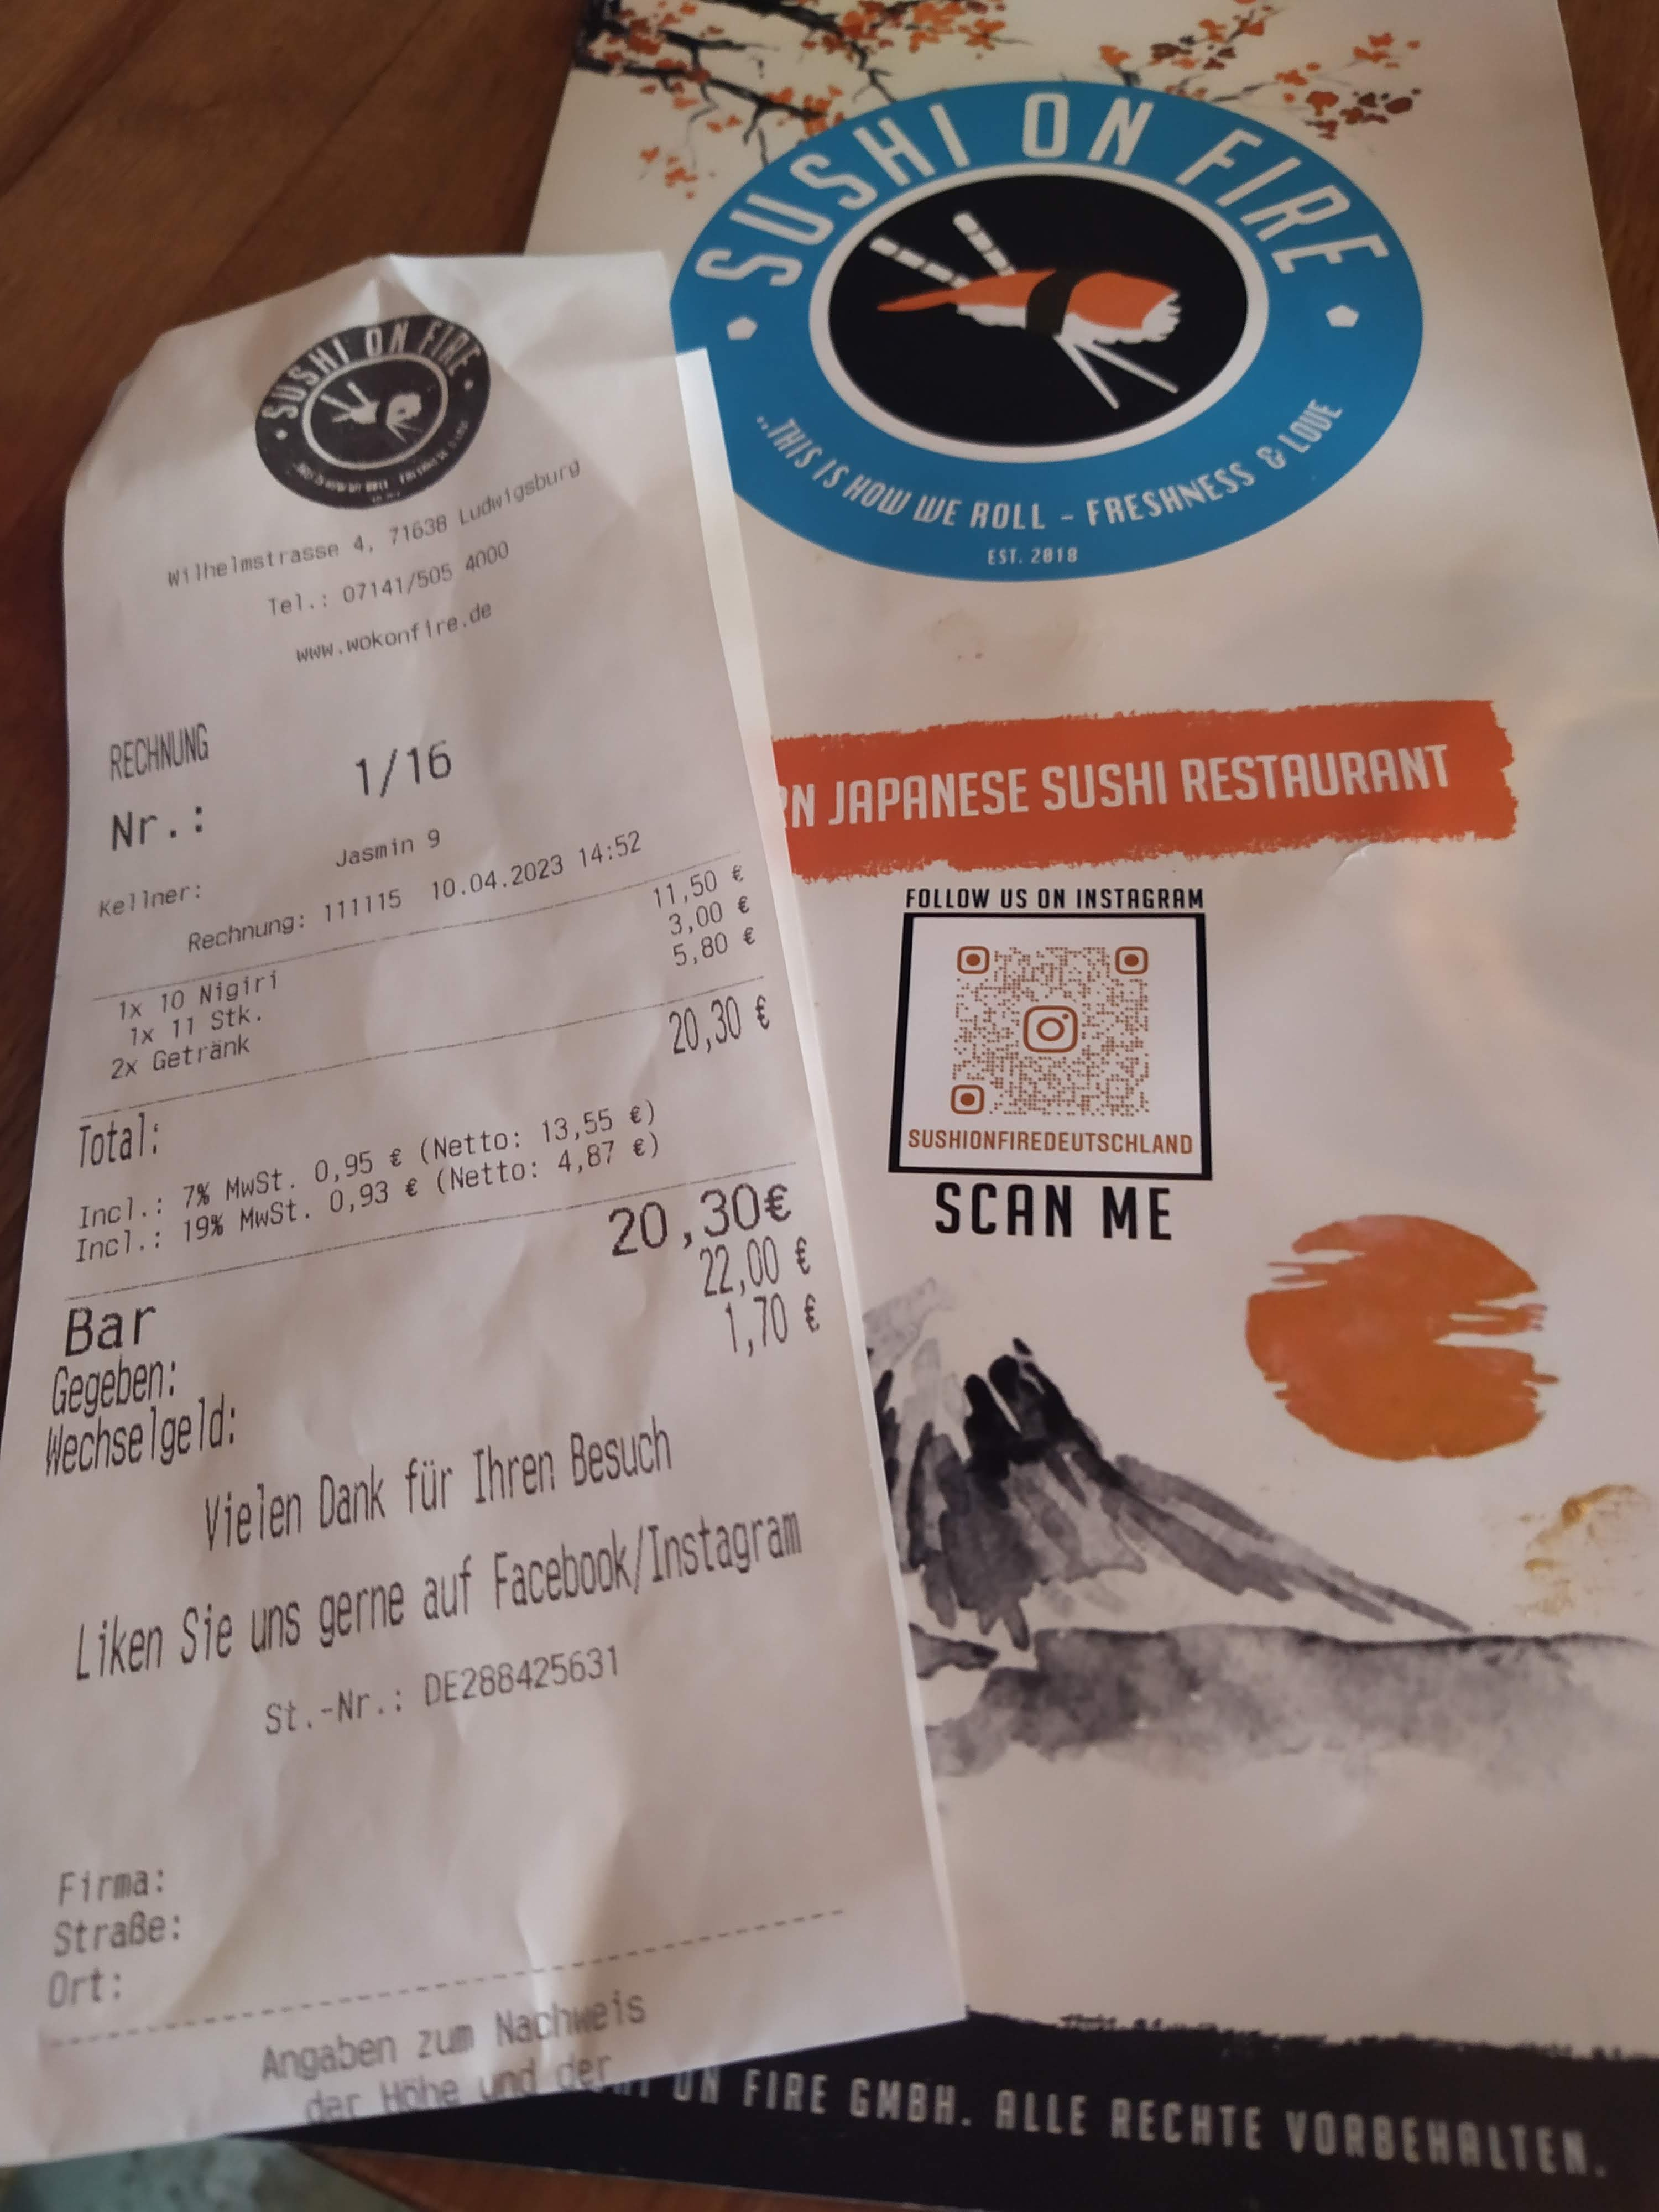 SUSHI ON FIRE
Wilhelmstrasse 4, 71638 Ludwigsburg
Tel.: 07141/505 4000
www.wokonfire.de
RECHNUNG
Nr.: 1/16
Kellner: Jasmin 9
Rechnung: 111115 10.04.2023 14:52
1x 10 Nigiri 11,50 €
1x 11 Stk. 3,00 €
2x Getränk 5,80 €
Total: 20,30 €
Incl.: 7% MwSt. 0,95 € (Netto: 13,55 €)
Incl.: 19% MwSt. 0,93 € (Netto: 4,87 €)
Bar 20,30€
Gegeben: 22,00 €
Wechselgeld: 1,70 €
Vielen Dank für Ihren Besuch
Liken Sie uns gerne auf Facebook/Instagram
St.-Nr.: DE288425631
Firma:
Straße:
Ort:
Angaben zum Nachweis
der Höhe und der
SUSHI ON FIRE
..THIS IS HOW WE ROLL - FRESHNESS & LOVE
EST. 2018
RN JAPANESE SUSHI RESTAURANT
FOLLOW US ON INSTAGRAM
SUSHIONFIREDEUTSCHLAND
SCAN ME
ON FIRE GMBH. ALLE RECHTE VORBEHALTEN.